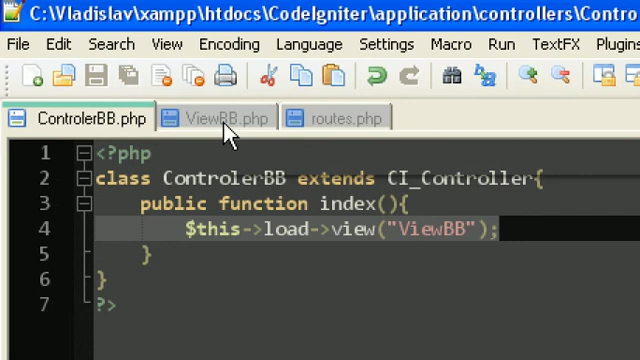 C:\Vladislav\xampp\htdocs\CodeIgniter\application\controllers\Contro
File Edit Search View Encoding Language Settings Macro Run TextFX Plugins
ControlerBB.php ViewBB.php routes.php
1 <?php
2 class ControlerBB extends CI_Controller{
3 public function index(){
4 $this->load->view("ViewBB");
5 }
6 }
7 ?>